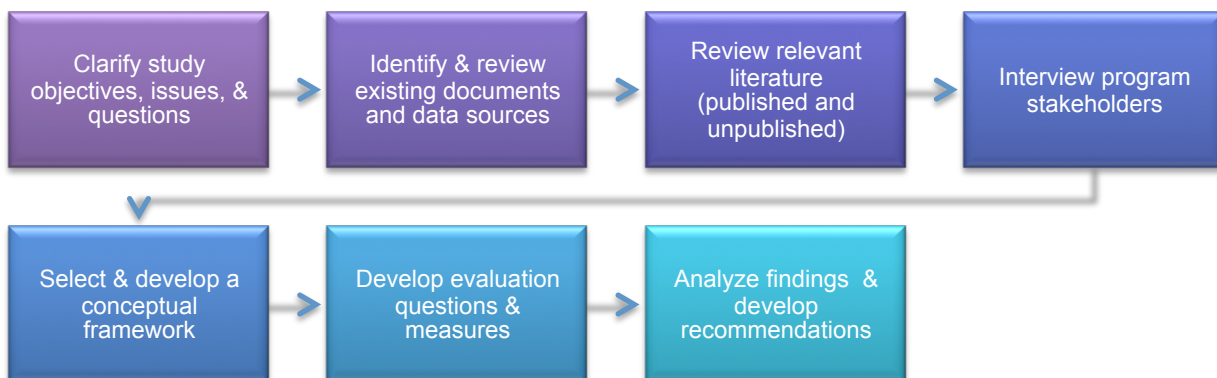 Clarify study
objectives, issues, &
questions
Identify & review
existing documents
and data sources
Review relevant
literature
(published and
unpublished)
Interview program
stakeholders
Select & develop a
conceptual
framework
Develop evaluation
questions &
measures
Analyze findings  &
develop
recommendations